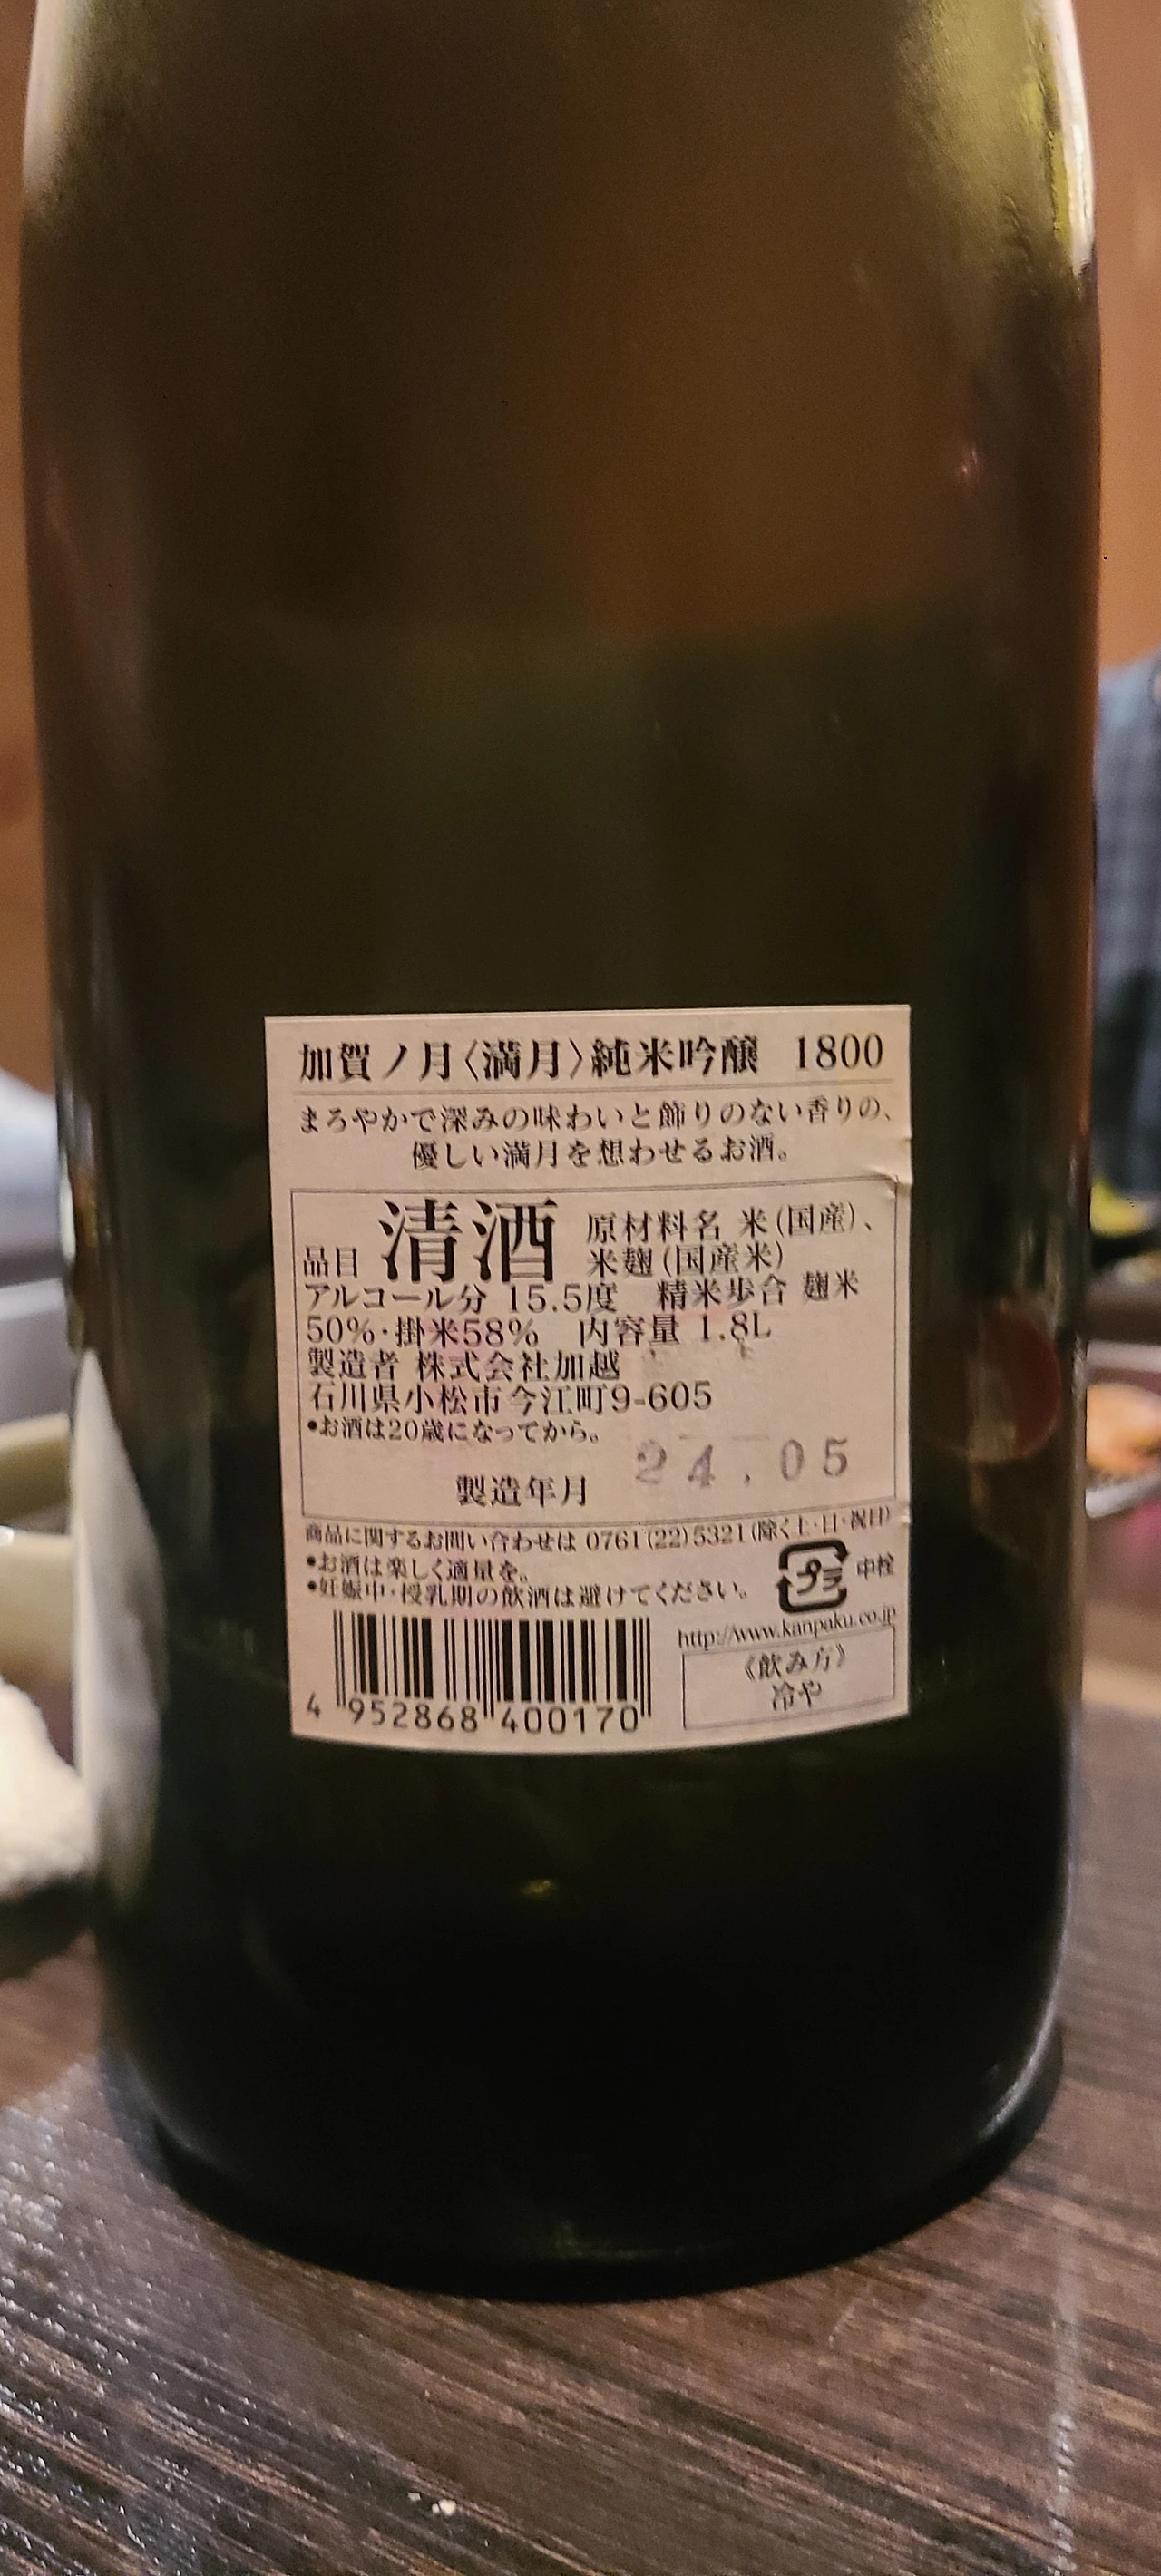 加賀ノ月〈満月〉純米吟醸 1800
まろやかで深みの味わいと飾りのない香りの、
優しい満月を想わせるお酒。
品目 清酒 原材料名 米(国産)、
米麹(国産米)
アルコール分 15.5度 精米歩合 麹米
50%·掛米58% 内容量 1.8L
製造者 株式会社加越
石川県小松市今江町9-605
•お酒は20歳になってから。
製造年月 24.05
商品に関するお問い合わせは 0761(22)5321(除く土·日·祝日)
•お酒は楽しく適量を。
•妊娠中·授乳期の飲酒は避けてください。
プラ 中栓
http://www.kanpaku.co.jp
《飲み方》
冷や
4 952868 400170